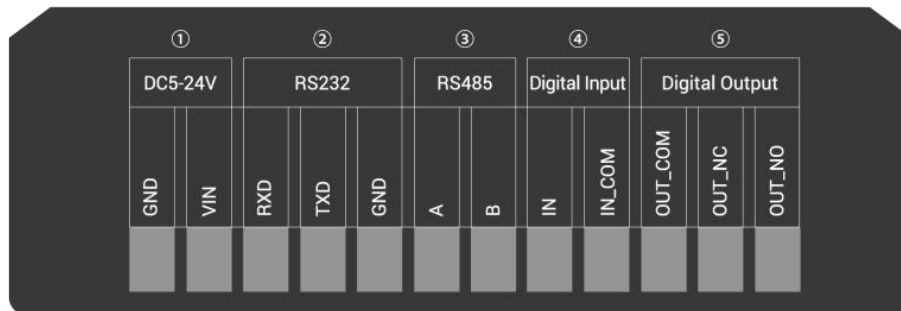 ① ② ③ ④ ⑤
DC5-24V RS232 RS485 Digital Input Digital Output
GND VIN RXD TXD GND A B IN IN_COM OUT_COM OUT_NC OUT_NO